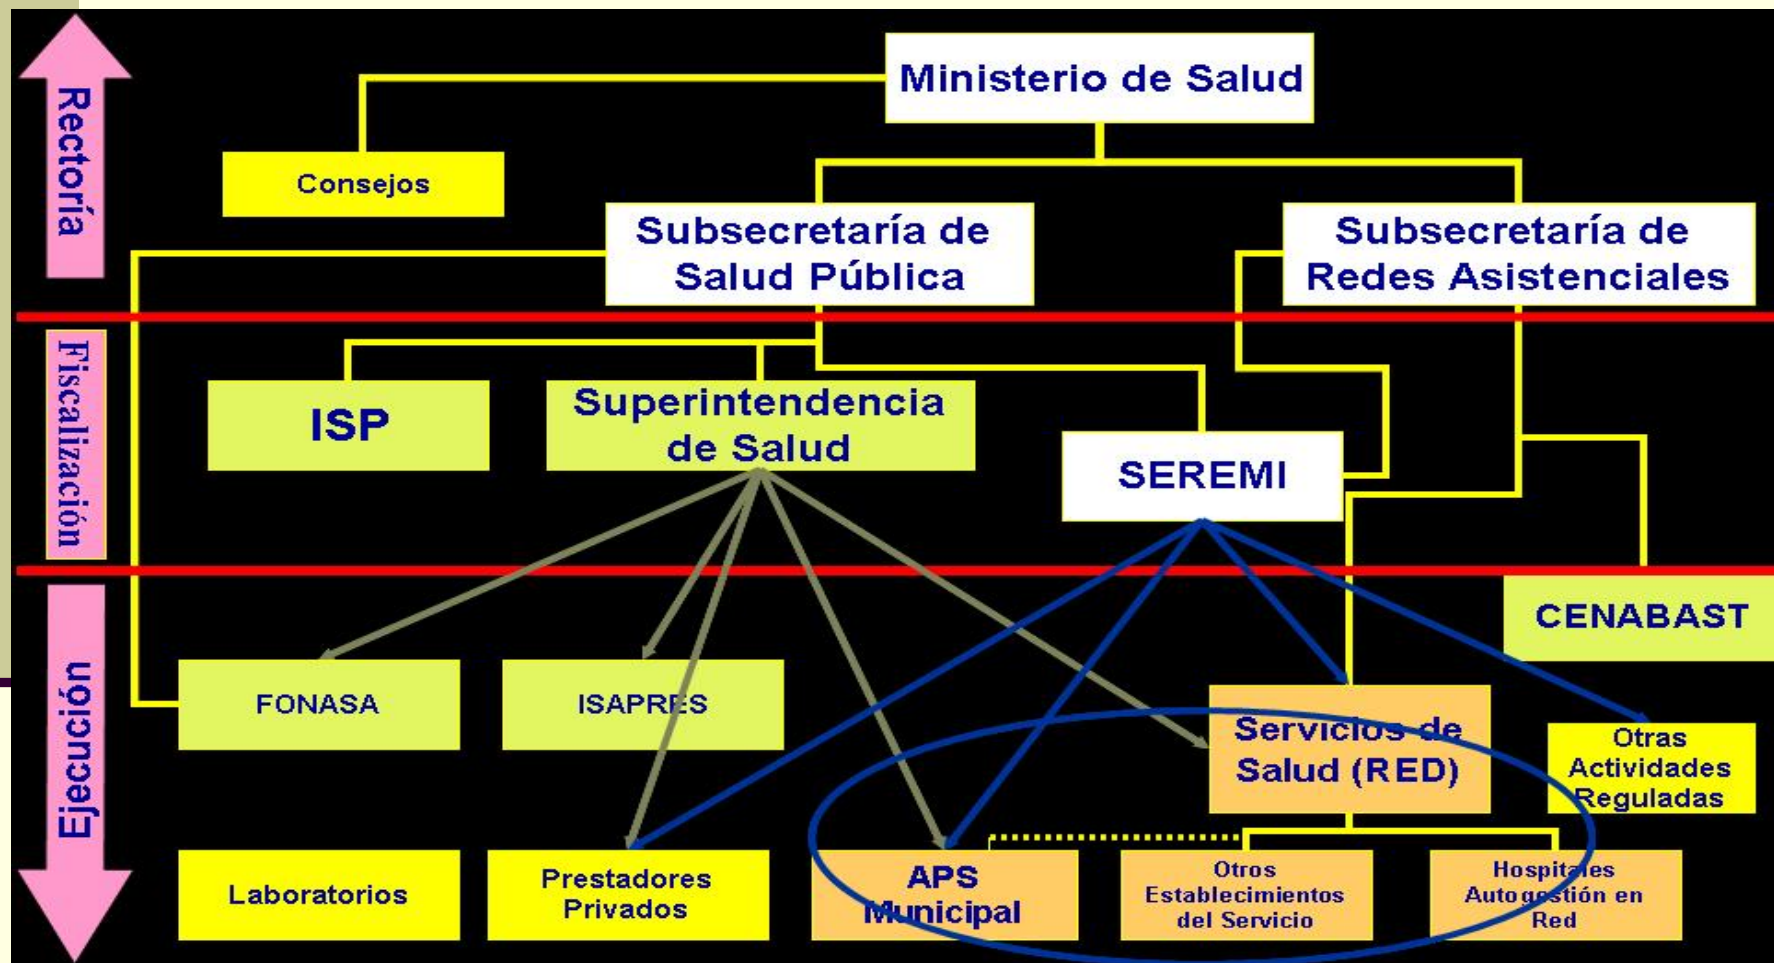 Rectoría
Ministerio de Salud
Consejos
Subsecretaría de
Salud Pública
Subsecretaría de
Redes Asistenciales
Fiscalización
ISP
Superintendencia
de Salud
SEREMI
CENABAST
Ejecución
FONASA
ISAPRES
Servicios de
Salud (RED)
Otras
Actividades
Reguladas
Laboratorios
Prestadores
Privados
APS
Municipal
Otros
Establecimientos
del Servicio
Hospitales
Autogestión en
Red